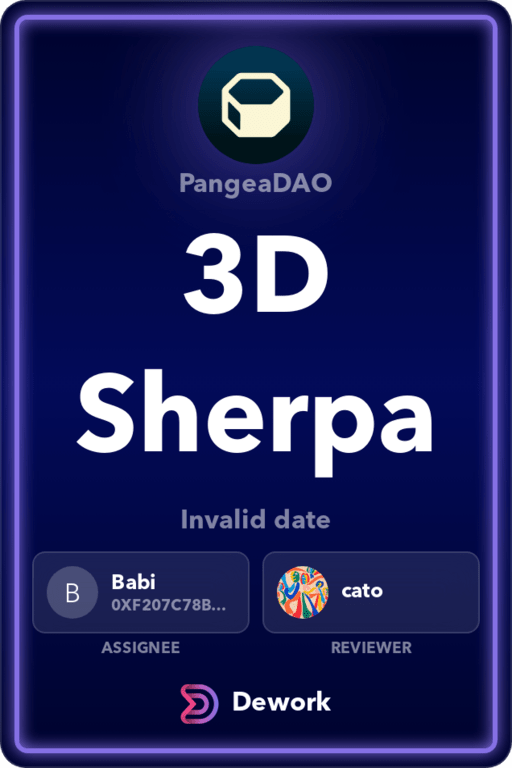 PangeaDAO
3D
Sherpa
Invalid date
B
Babi
0XF207C78B...
cato
ASSIGNEE
REVIEWER
Dework